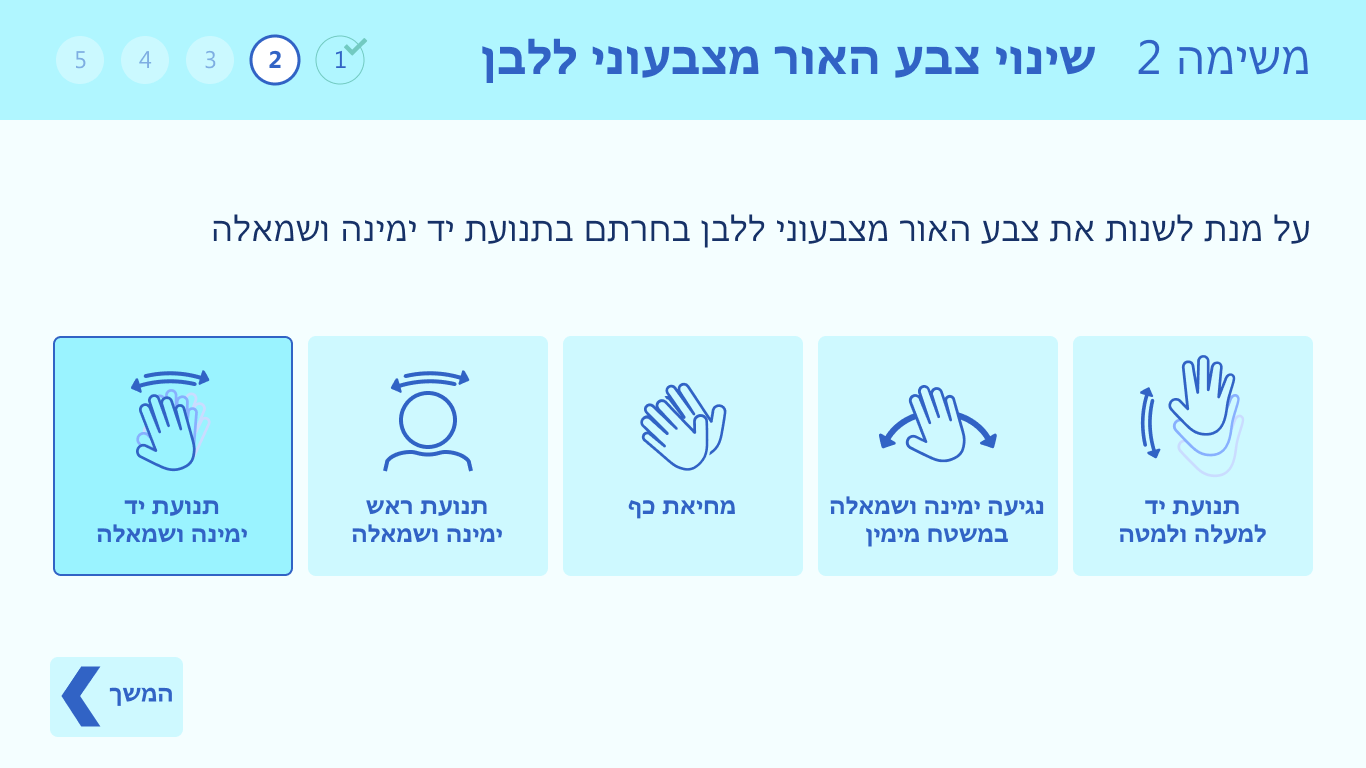 משימה 2 שינוי צבע האור מצבעוני ללבן
1 2 3 4 5
על מנת לשנות את צבע האור מצבעוני ללבן בחרתם בתנועת יד ימינה ושמאלה
תנועת יד
למעלה ולמטה
נגיעה ימינה ושמאלה
במשטח מימין
מחיאת כף
תנועת ראש
ימינה ושמאלה
תנועת יד
ימינה ושמאלה
המשך